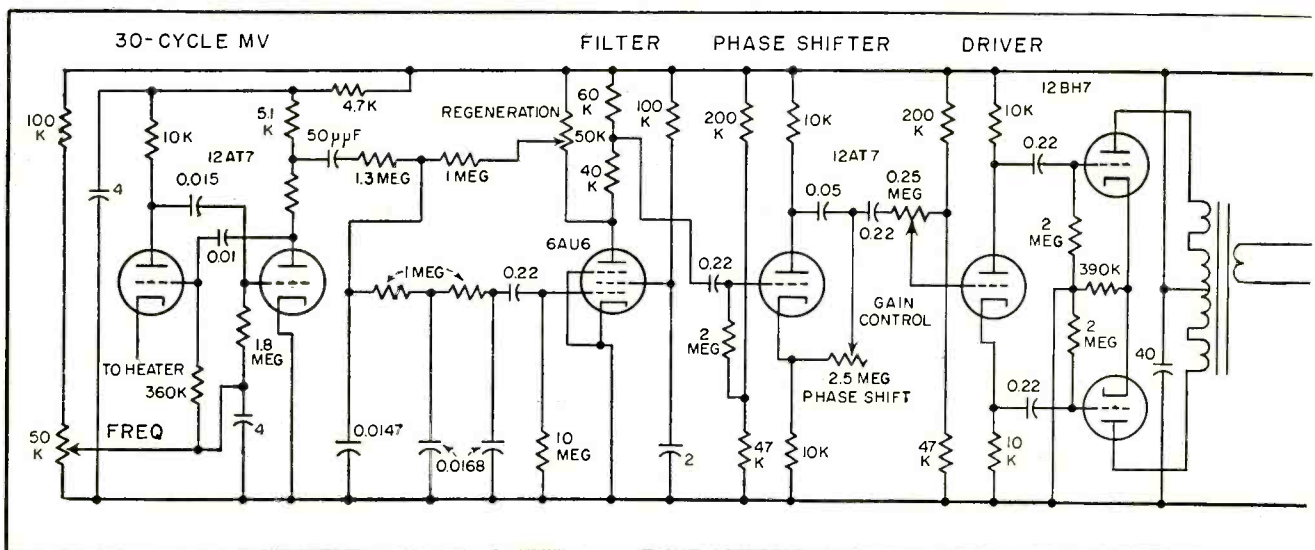 30-CYCLE MV
FILTER
PHASE SHIFTER
DRIVER
100
K
4
10K
5.1
K
4.7K
50µµF
12AT7
0.015
0.01
1.3 MEG
1 MEG
REGENERATION
60
K
50K
40
K
100
K
6AU6
1 MEG
0.22
TO HEATER
360K
1.8
MEG
4
50
K
FREQ
0.0147
0.0168
10
MEG
2
200
K
10K
12AT7
0.05
0.22
0.25
MEG
0.22
2
MEG
GAIN
CONTROL
2.5 MEG
PHASE SHIFT
47
K
10K
200
K
10K
12BH7
0.22
2
MEG
390K
2
MEG
0.22
40
47
K
10
K